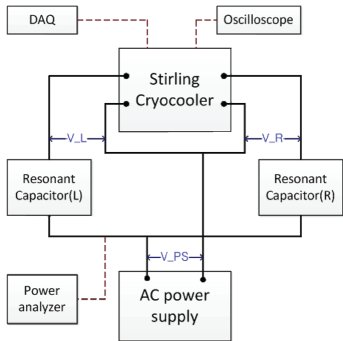 DAQ
Oscilloscope
Stirling
Cryocooler
V_L
V_R
Resonant
Capacitor(L)
Resonant
Capacitor(R)
V_PS
Power
analyzer
AC power
supply